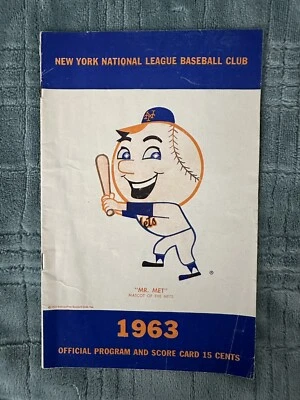 NEW YORK NATIONAL LEAGUE BASEBALL CLUB
NY
Mets
"MR. MET"
MASCOT OF THE METS
®
1963
OFFICIAL PROGRAM AND SCORE CARD 15 CENTS